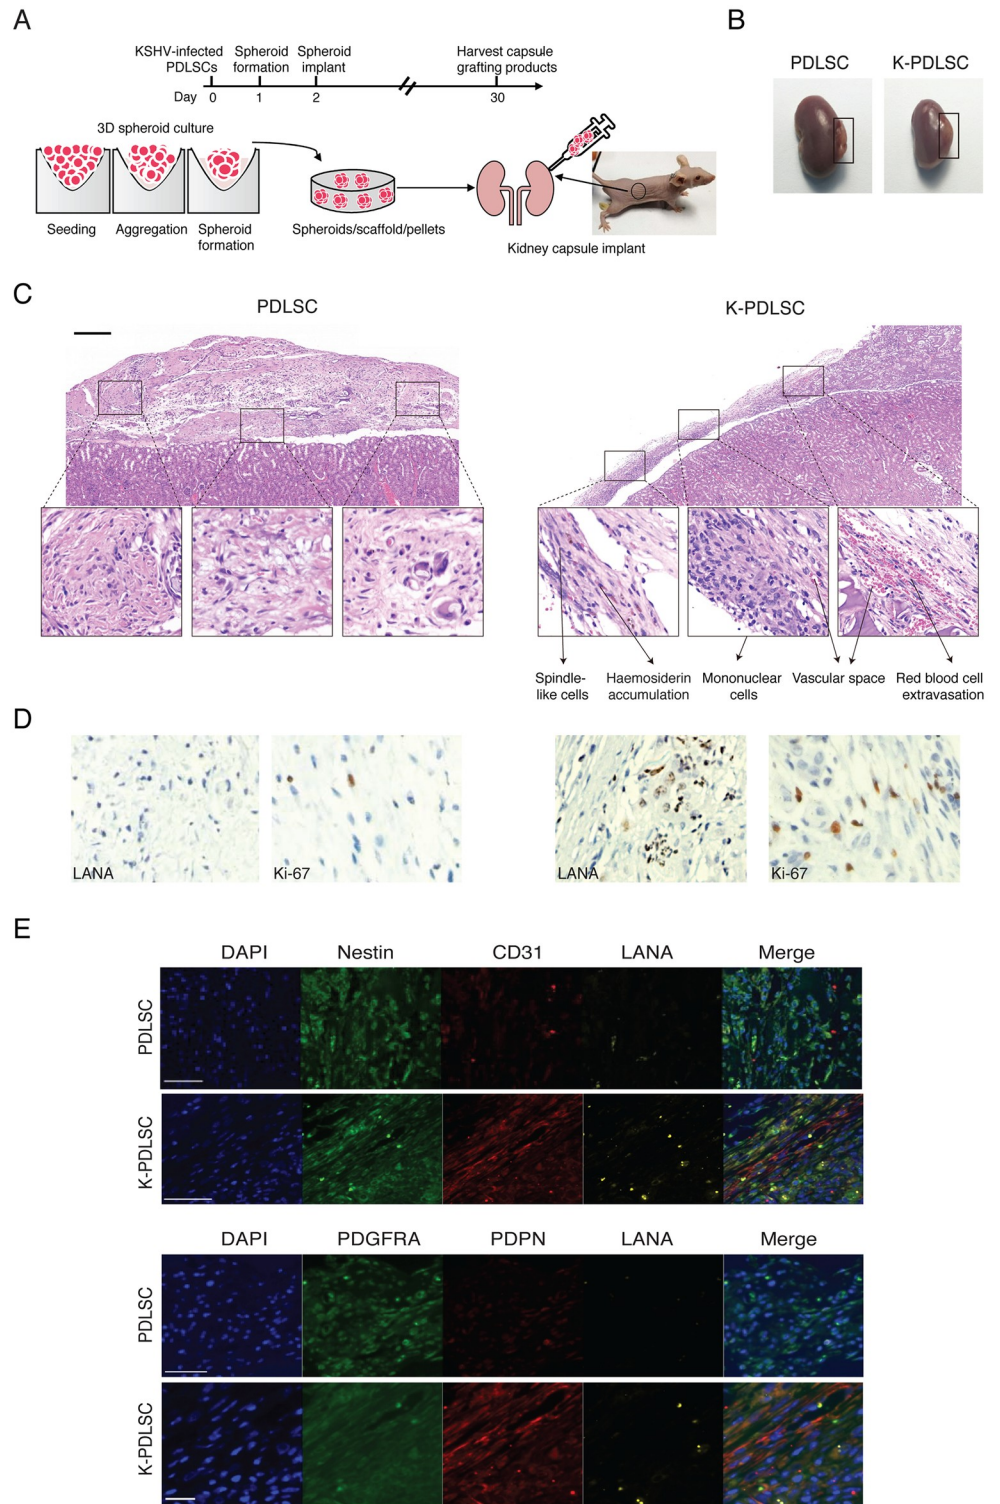 A
KSHV-infected
PDLSCs
Spheroid
formation
Spheroid
implant
Harvest capsule
grafting products
Day 0 1 2 30
3D spheroid culture
Seeding
Aggregation
Spheroid
formation
Spheroids/scaffold/pellets
Kidney capsule implant
B
PDLSC K-PDLSC
C
PDLSC K-PDLSC
Spindle-
like cells
Haemosiderin
accumulation
Mononuclear
cells
Vascular space
Red blood cell
extravasation
D
LANA Ki-67 LANA Ki-67
E
DAPI Nestin CD31 LANA Merge
PDLSC
K-PDLSC
DAPI PDGFRA PDPN LANA Merge
PDLSC
K-PDLSC